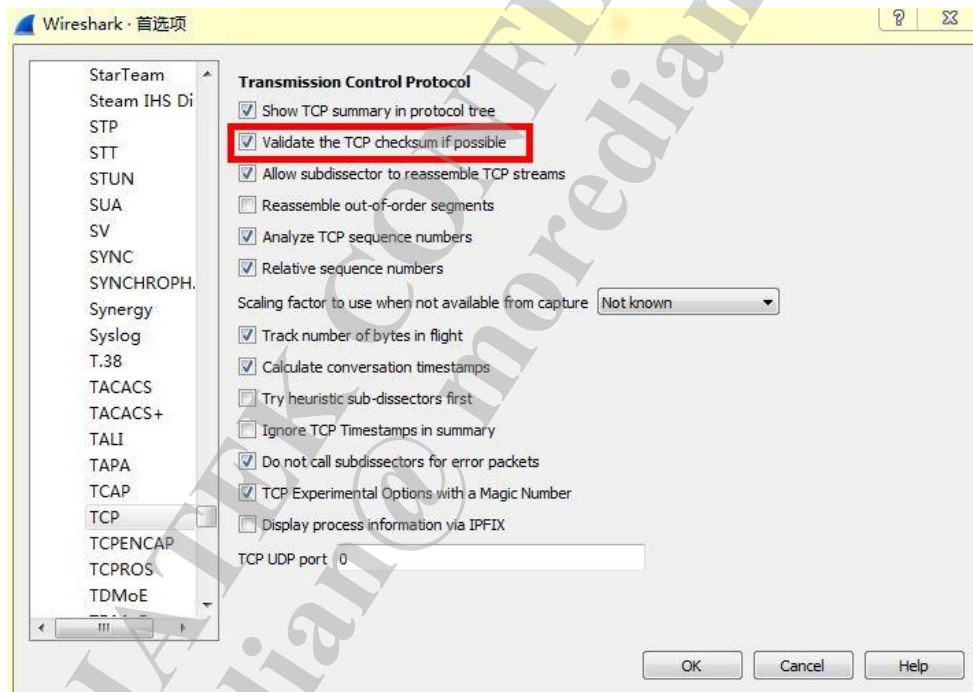 Wireshark · 首选项
StarTeam
Steam IHS Di
STP
STT
STUN
SUA
SV
SYNC
SYNCHROPH.
Synergy
Syslog
T.38
TACACS
TACACS+
TALI
TAPA
TCAP
TCP
TCPENCAP
TCPROS
TDMoE
Transmission Control Protocol
Show TCP summary in protocol tree
Validate the TCP checksum if possible
Allow subdissector to reassemble TCP streams
Reassemble out-of-order segments
Analyze TCP sequence numbers
Relative sequence numbers
Scaling factor to use when not available from capture Not known
Track number of bytes in flight
Calculate conversation timestamps
Try heuristic sub-dissectors first
Ignore TCP Timestamps in summary
Do not call subdissectors for error packets
TCP Experimental Options with a Magic Number
Display process information via IPFIX
TCP UDP port 0
OK Cancel Help